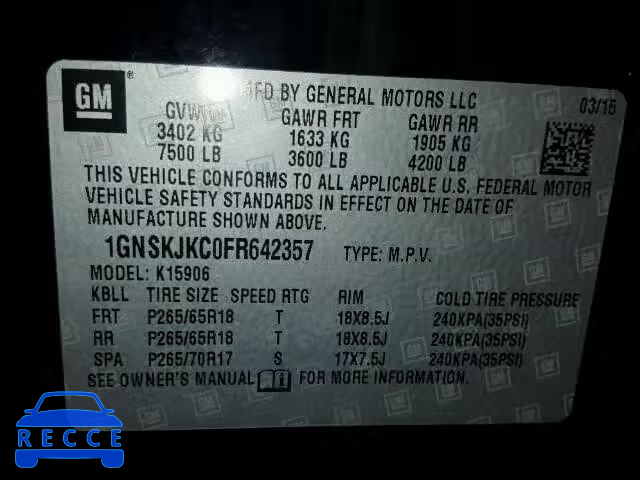 GM ®
MFD BY GENERAL MOTORS LLC 03/15
GVWR GAWR FRT GAWR RR
3402 KG 1633 KG 1905 KG
7500 LB 3600 LB 4200 LB
THIS VEHICLE CONFORMS TO ALL APPLICABLE U.S. FEDERAL MOTOR
VEHICLE SAFETY STANDARDS IN EFFECT ON THE DATE OF
MANUFACTURE SHOWN ABOVE.
1GNSKJKC0FR642357 TYPE: M.P.V.
MODEL: K15906
KBLL TIRE SIZE SPEED RTG RIM COLD TIRE PRESSURE
FRT P265/65R18 T 18X8.5J 240KPA(35PSI)
RR P265/65R18 T 18X8.5J 240KPA(35PSI)
SPA P265/70R17 S 17X7.5J 240KPA(35PSI)
SEE OWNER'S MANUAL FOR MORE INFORMATION.
RECCE